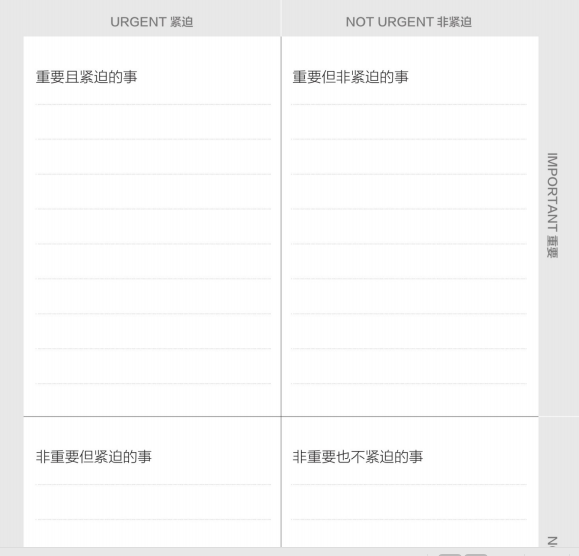 URGENT 紧迫
NOT URGENT 非紧迫
重要且紧迫的事
重要但非紧迫的事
IMPORTANT 重要
非重要但紧迫的事
非重要也不紧迫的事